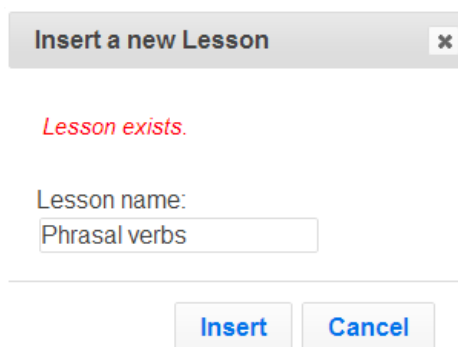 Insert a new Lesson
Lesson exists.
Lesson name:
Phrasal verbs
Insert Cancel